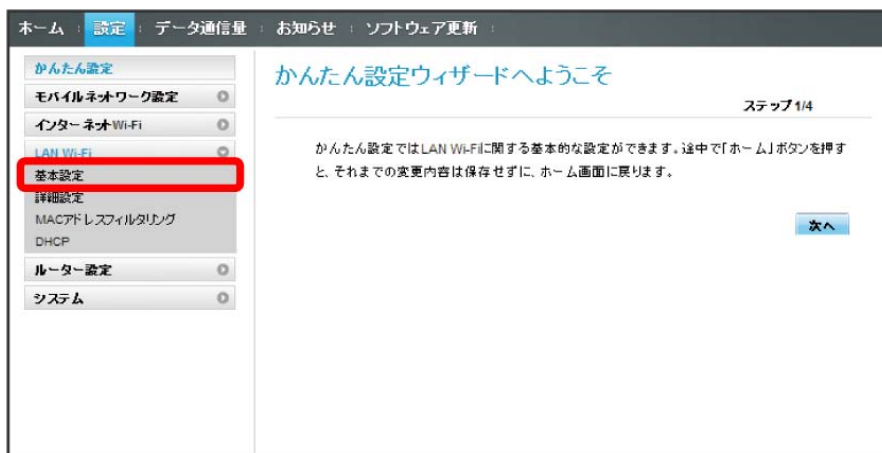 ホーム 設定 データ通信量 お知らせ ソフトウェア更新
かんたん設定
モバイルネットワーク設定
インターネットWi-Fi
LAN Wi-Fi
基本設定
詳細設定
MACアドレスフィルタリング
DHCP
ルーター設定
システム
かんたん設定ウィザードへようこそ
ステップ1/4
かんたん設定ではLAN Wi-Fiに関する基本的な設定ができます。途中で「ホーム」ボタンを押す
と、それまでの変更内容は保存せずに、ホーム画面に戻ります。
次へ